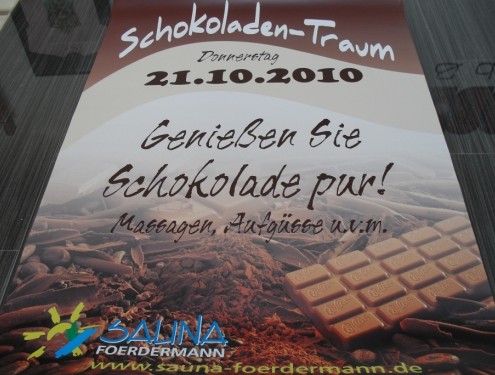 Schokoladen-Traum
Donnerstag
21.10.2010
Genießen Sie
Schokolade pur!
Massagen, Aufgüsse u.v.m.
SAUNA
FOERDERMANN
www.sauna-foerdermann.de